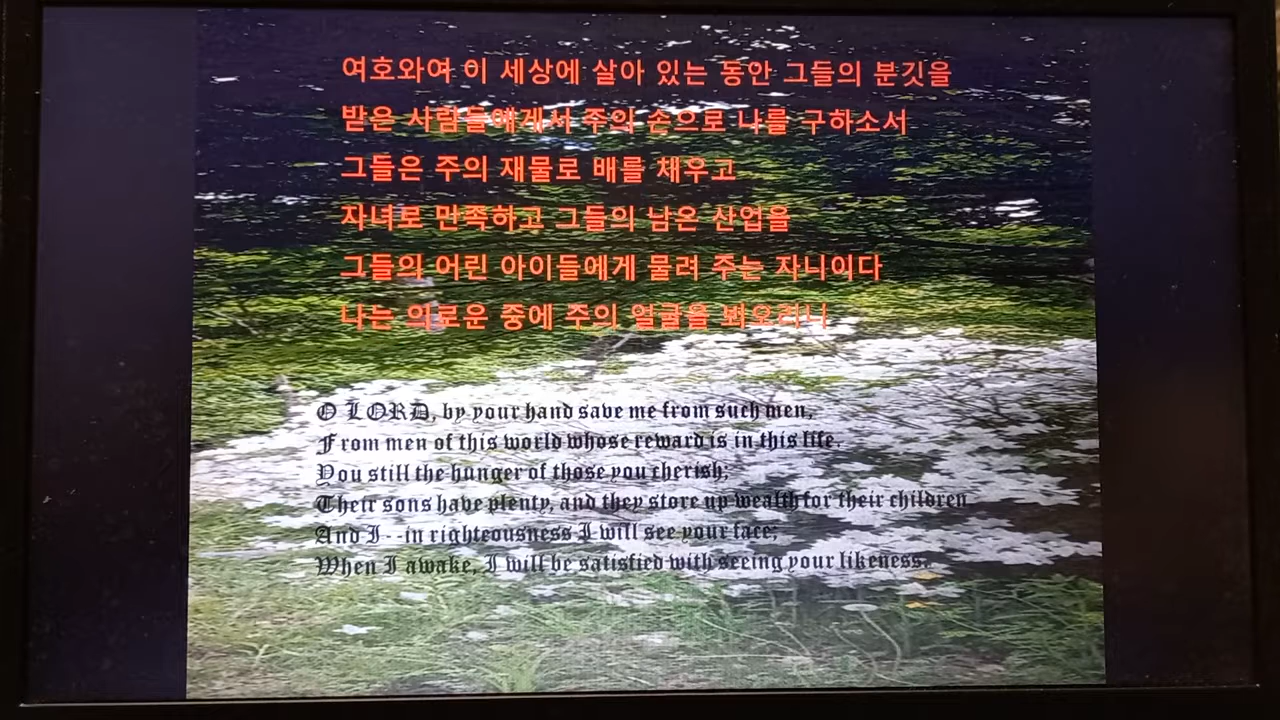 여호와여 이 세상에 살아 있는 동안 그들의 분깃을
받은 사람들에게서 주의 손으로 나를 구하소서
그들은 주의 재물로 배를 채우고
자녀로 만족하고 그들의 남은 산업을
그들의 어린 아이들에게 물려 주는 자니이다
나는 의로운 중에 주의 얼굴을 뵈오리니
O LORD, by your hand save me from such men,
From men of this world whose reward is in this life.
You still the hunger of those you cherish;
Their sons have plenty, and they store up wealth for their children
And I--in righteousness I will see your face;
When I awake, I will be satisfied with seeing your likeness.